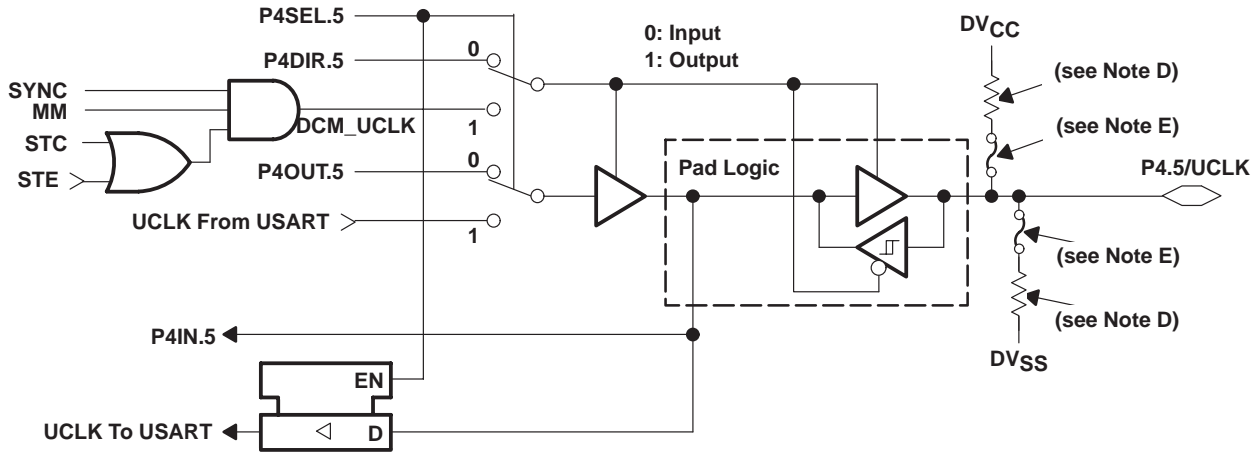 P4SEL.5
0: Input
1: Output
DVCC
P4DIR.5
0
(see Note D)
SYNC
MM
DCM_UCLK
1
(see Note E)
STC
STE
P4OUT.5
0
Pad Logic
P4.5/UCLK
UCLK From USART
1
(see Note E)
(see Note D)
P4IN.5
DVSS
EN
UCLK To USART
D